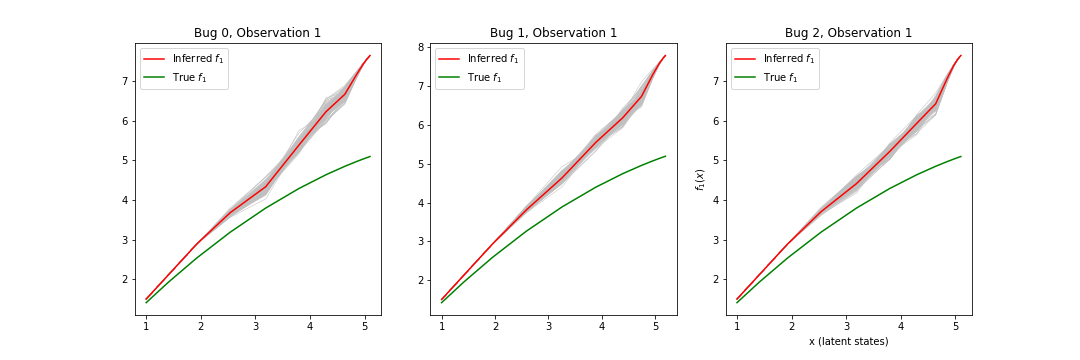 Bug 0, Observation 1
Inferred f₁
True f₁
7
6
5
4
3
2
1 2 3 4 5
Bug 1, Observation 1
Inferred f₁
True f₁
8
7
6
5
4
3
2
1 2 3 4 5
Bug 2, Observation 1
Inferred f₁
True f₁
f₁(x)
7
6
5
4
3
2
1 2 3 4 5
x (latent states)